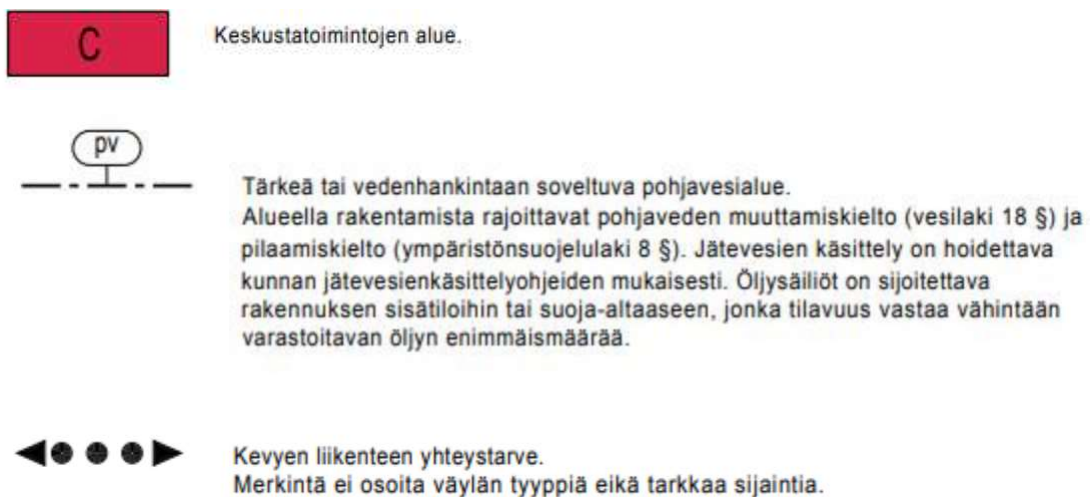 C
Keskustatoimintojen alue.
pv
Tärkeä tai vedenhankintaan soveltuva pohjavesialue.
Alueella rakentamista rajoittavat pohjaveden muuttamiskielto (vesilaki 18 §) ja
pilaamiskielto (ympäristönsuojelulaki 8 §). Jätevesien käsittely on hoidettava
kunnan jätevesienkäsittelyohjeiden mukaisesti. Öljysäiliöt on sijoitettava
rakennuksen sisätiloihin tai suoja-altaaseen, jonka tilavuus vastaa vähintään
varastoitavan öljyn enimmäismäärää.
Kevyen liikenteen yhteystarve.
Merkintä ei osoita väylän tyyppiä eikä tarkkaa sijaintia.